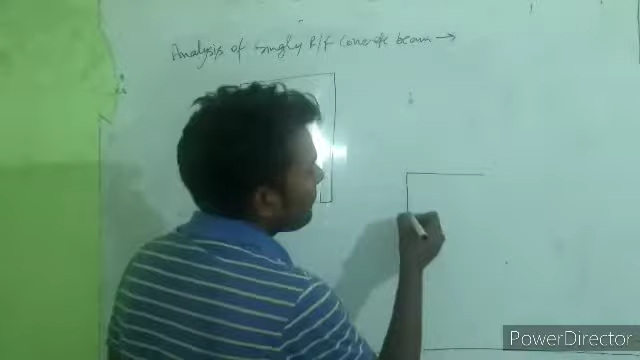 Analysis of singly R/f concrete beam →
PowerDirector